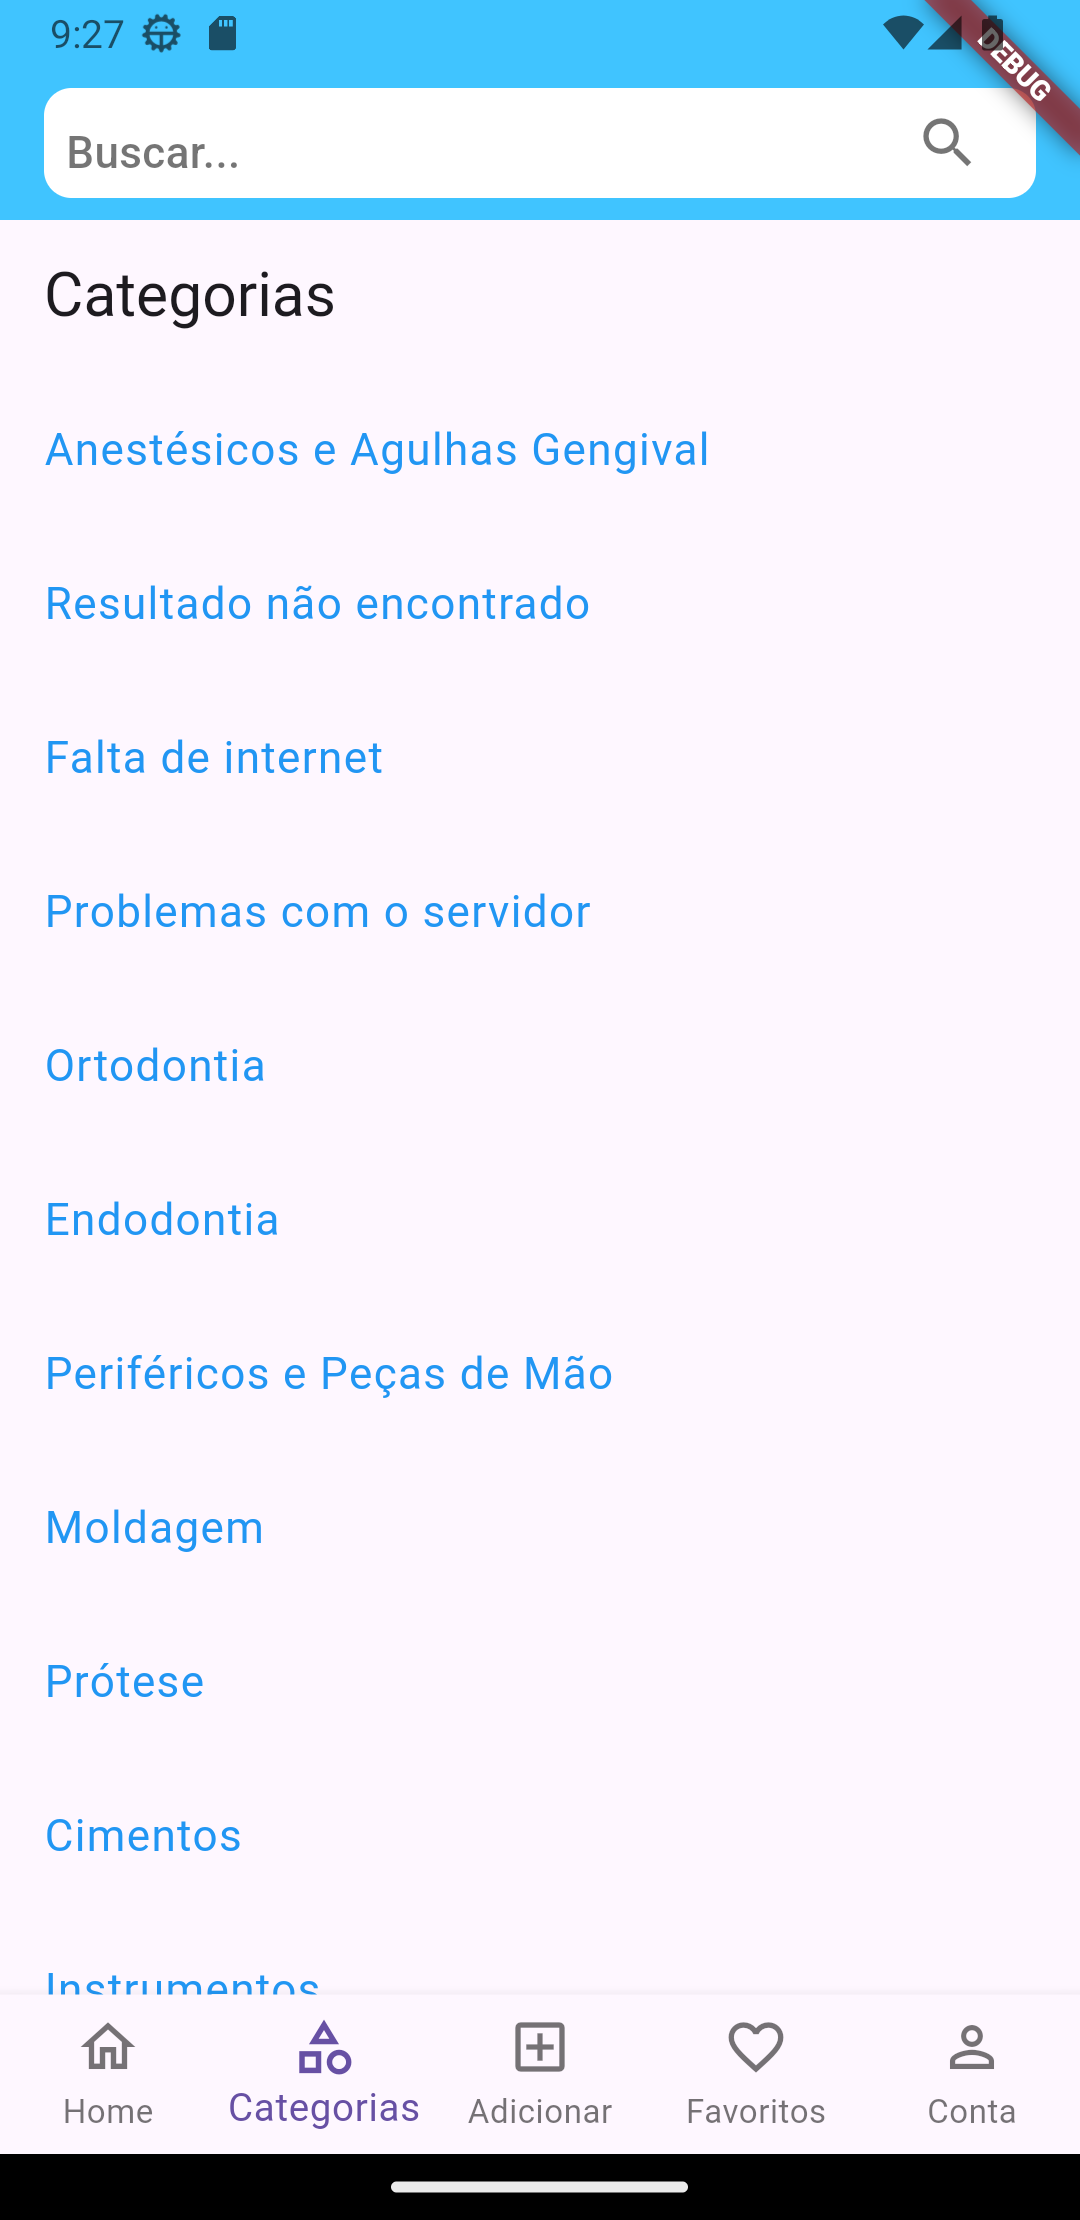 9:27
DEBUG
Buscar...
Categorias
Anestésicos e Agulhas Gengival
Resultado não encontrado
Falta de internet
Problemas com o servidor
Ortodontia
Endodontia
Periféricos e Peças de Mão
Moldagem
Prótese
Cimentos
Instrumentos
Home
Categorias
Adicionar
Favoritos
Conta